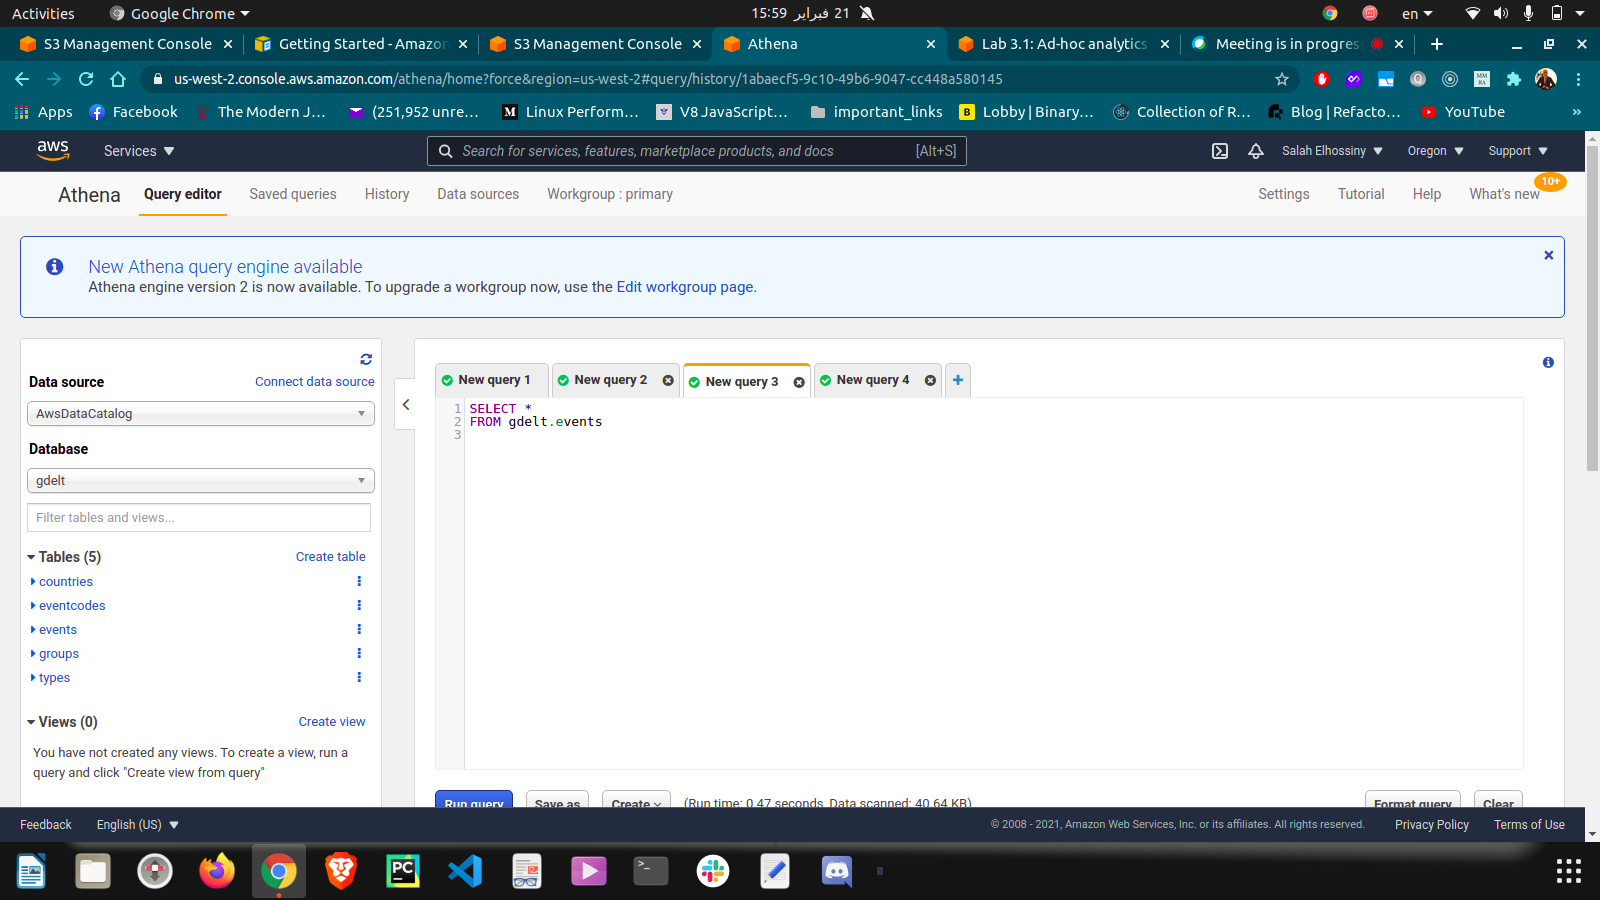 Activities
Google Chrome
15:59 21 فبراير
en
S3 Management Console
Getting Started - Amazon
S3 Management Console
Athena
Lab 3.1: Ad-hoc analytics
Meeting is in progres
us-west-2.console.aws.amazon.com/athena/home?force&region=us-west-2#query/history/1abaecf5-9c10-49b6-9047-cc448a580145
Apps
Facebook
The Modern J...
(251,952 unre...
Linux Perform...
V8 JavaScript...
important_links
Lobby | Binary...
Collection of R...
Blog | Refacto...
YouTube
»
aws
Services
Search for services, features, marketplace products, and docs
[Alt+S]
Salah Elhossiny
Oregon
Support
Athena
Query editor
Saved queries
History
Data sources
Workgroup : primary
Settings
Tutorial
Help
What's new
10+
New Athena query engine available
Athena engine version 2 is now available. To upgrade a workgroup now, use the Edit workgroup page.
Data source
Connect data source
AwsDataCatalog
Database
gdelt
Filter tables and views...
Tables (5)
Create table
countries
eventcodes
events
groups
types
Views (0)
Create view
You have not created any views. To create a view, run a
query and click "Create view from query"
New query 1
New query 2
New query 3
New query 4
1 SELECT *
2 FROM gdelt.events
3
Run query
Save as
Create
(Run time: 0.47 seconds, Data scanned: 40.64 KB)
Format query
Clear
Feedback
English (US)
© 2008 - 2021, Amazon Web Services, Inc. or its affiliates. All rights reserved.
Privacy Policy
Terms of Use
PC